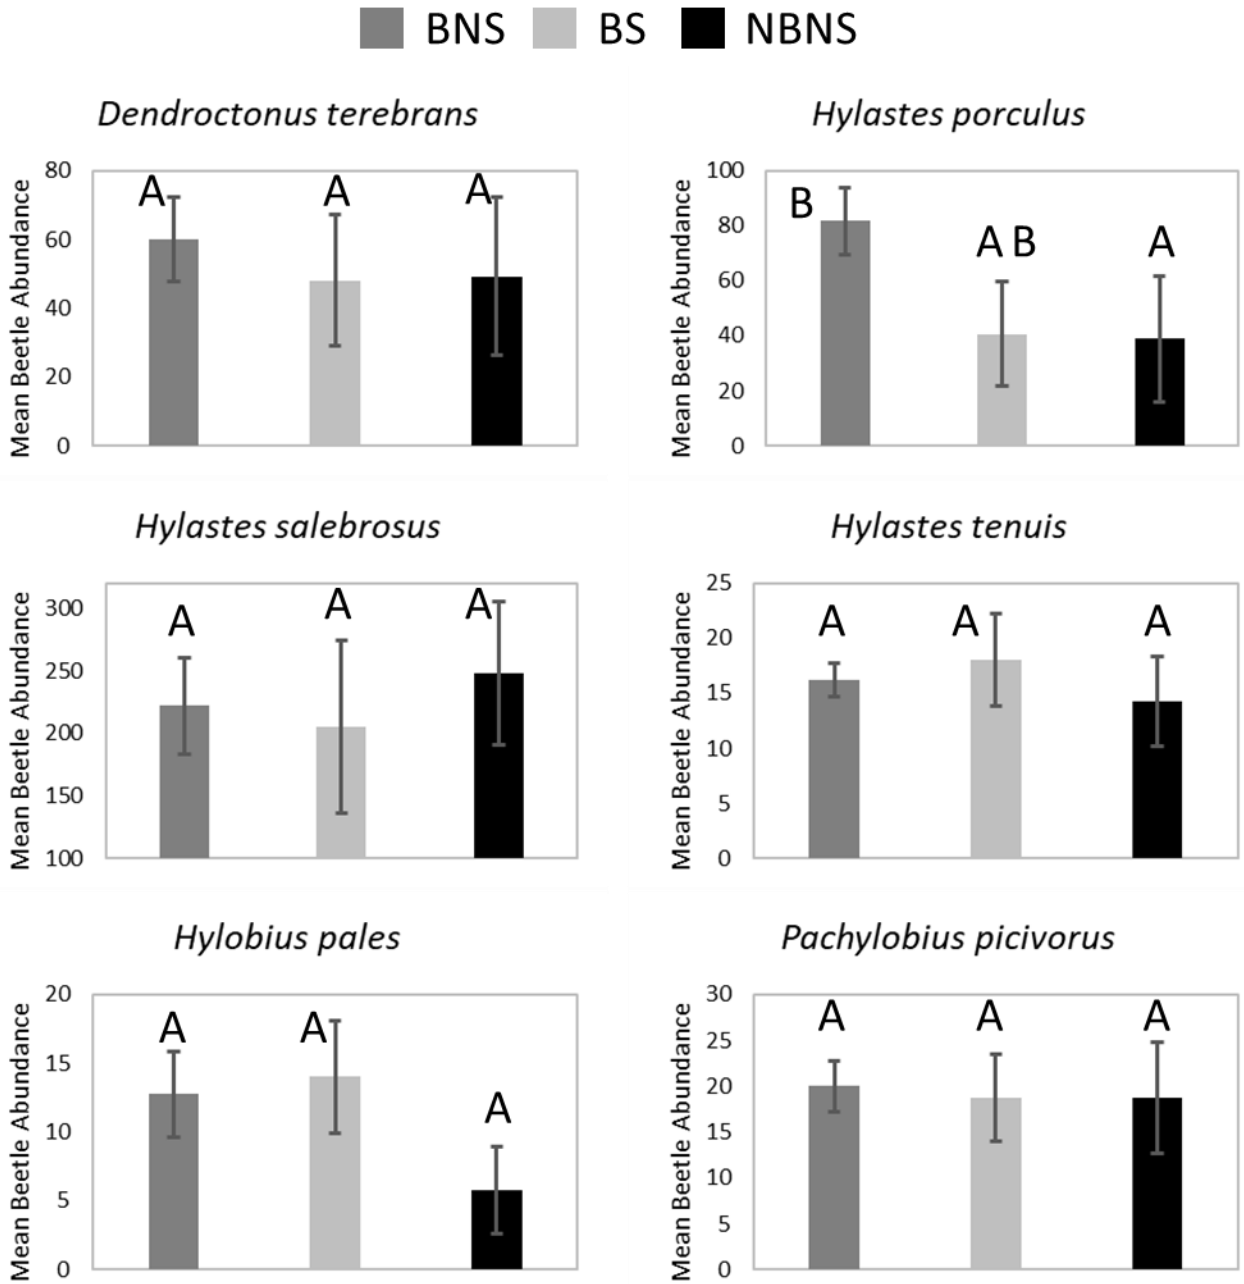 BNS BS NBNS
Dendroctonus terebrans
Mean Beetle Abundance
80
60
40
20
0
A A A
Hylastes porculus
Mean Beetle Abundance
100
80
60
40
20
0
B A B A
Hylastes salebrosus
Mean Beetle Abundance
300
250
200
150
100
A A A
Hylastes tenuis
Mean Beetle Abundance
25
20
15
10
5
0
A A A
Hylobius pales
Mean Beetle Abundance
20
15
10
5
0
A A A
Pachylobius picivorus
Mean Beetle Abundance
30
25
20
15
10
5
0
A A A